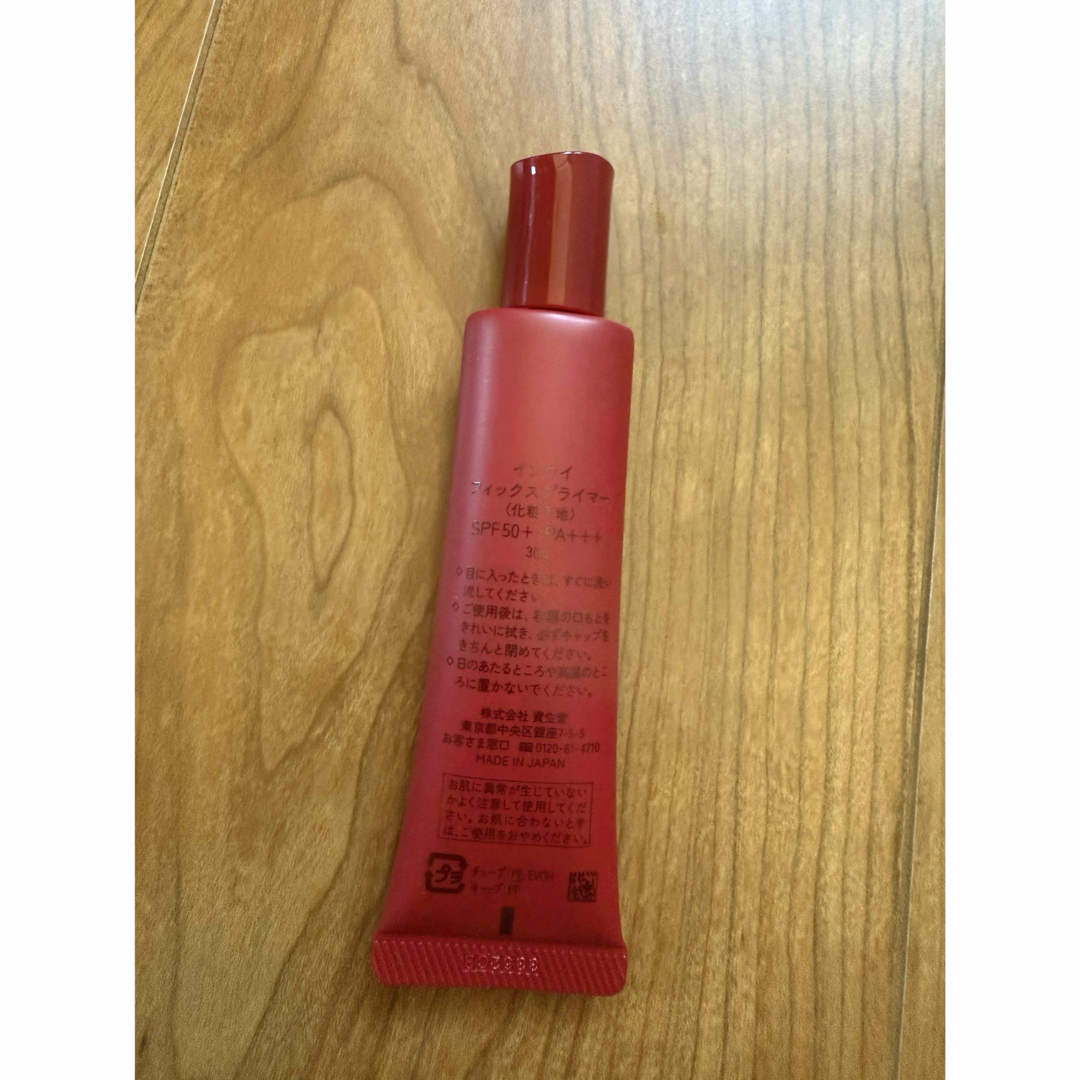 フィックス プライマー
〈化粧下地〉
SPF50+・PA+++
30g
◇目に入ったときは、すぐに洗い
流してください。
◇ご使用後は、容器の口もとを
きれいに拭き、必ずキャップを
きちんと閉めてください。
◇日のあたるところや高温のとこ
ろに置かないでください。
株式会社 資生堂
東京都中央区銀座7-5-5
お客さま窓口 0120-81-4710
MADE IN JAPAN
お肌に異常が生じていない
かよく注意して使用してくだ
さい。お肌に合わないときは
は、ご使用をおやめください。
プラ
チューブ:PE, EVOH
キャップ:PP